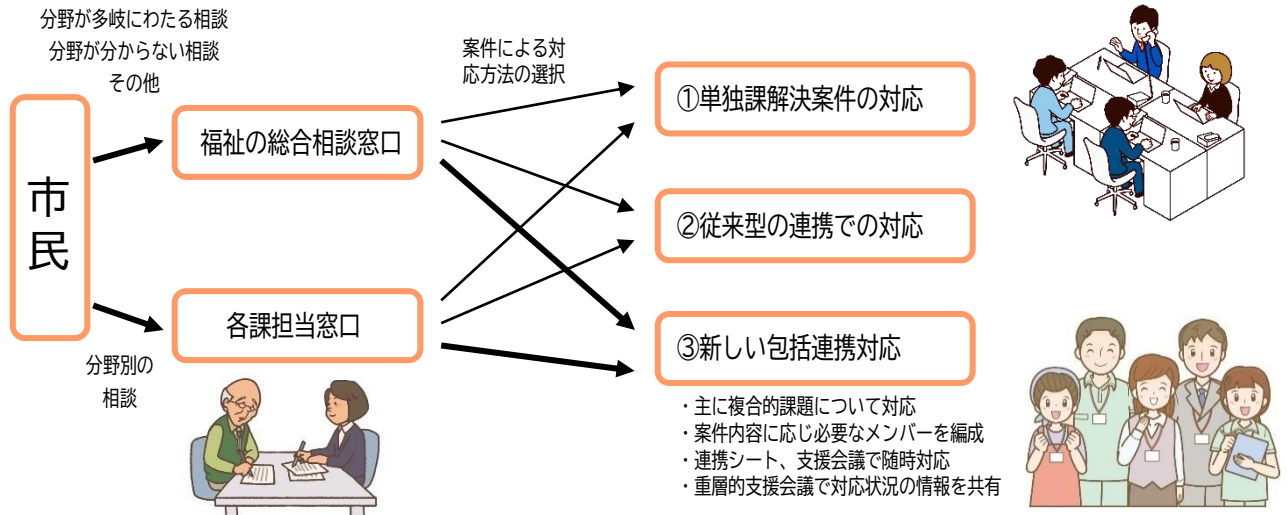 分野が多岐にわたる相談
分野が分からない相談
その他
市民
福祉の総合相談窓口
各課担当窓口
分野別の
相談
案件による対
応方法の選択
①単独課解決案件の対応
②従来型の連携での対応
③新しい包括連携対応
・主に複合的課題について対応
・案件内容に応じ必要なメンバーを編成
・連携シート、支援会議で随時対応
・重層的支援会議で対応状況の情報を共有